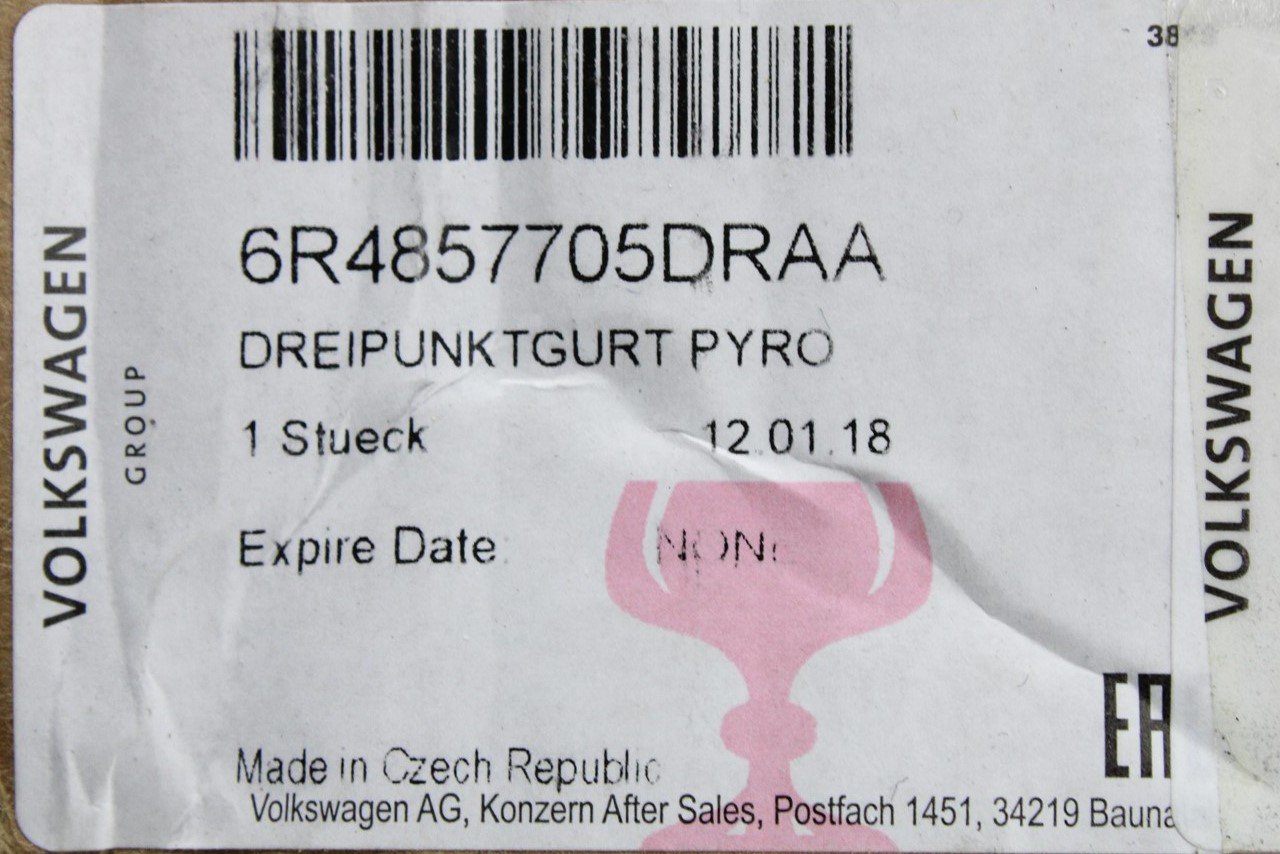 VOLKSWAGEN
GROUP
6R4857705DRAA
DREIPUNKTGURT PYRO
1 Stueck 12.01.18
Expire Date
Made in Czech Republic
Volkswagen AG, Konzern After Sales, Postfach 1451, 34219
EAC
VOLKSWAGEN